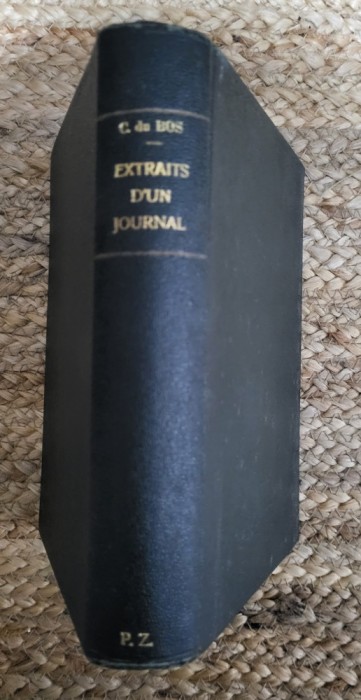 C. du BOS
EXTRAITS
D'UN
JOURNAL
P. Z.